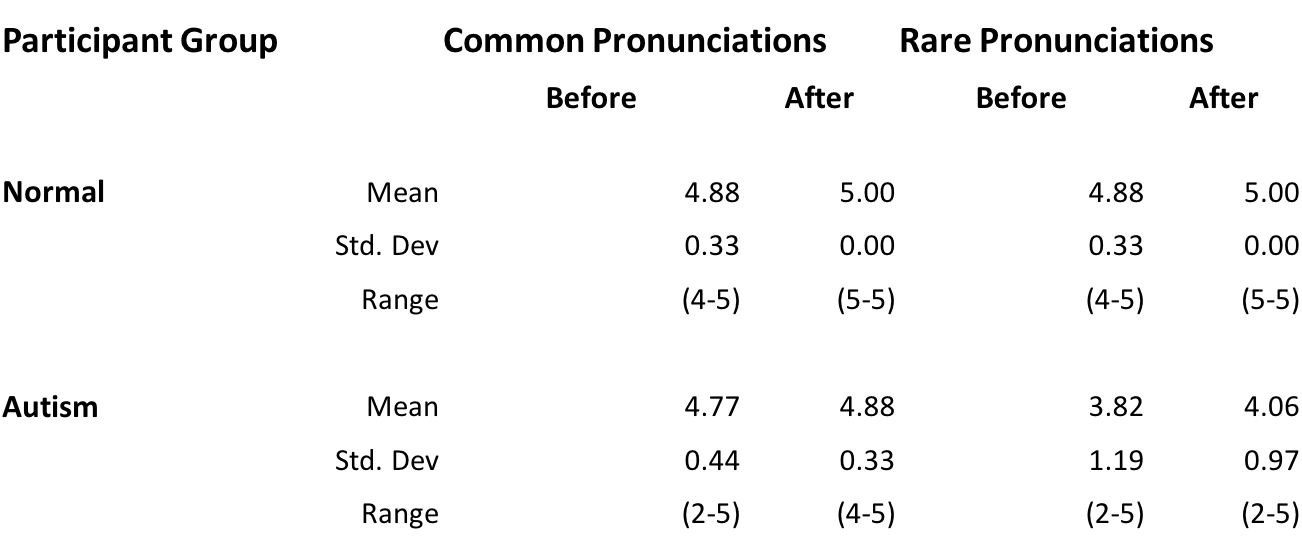 Participant Group Common Pronunciations Rare Pronunciations
Before After Before After
Normal Mean 4.88 5.00 4.88 5.00
Std. Dev 0.33 0.00 0.33 0.00
Range (4-5) (5-5) (4-5) (5-5)
Autism Mean 4.77 4.88 3.82 4.06
Std. Dev 0.44 0.33 1.19 0.97
Range (2-5) (4-5) (2-5) (2-5)